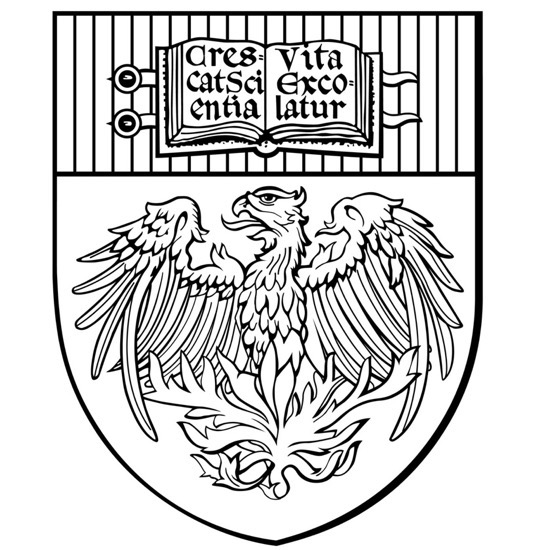 Cres=
catSci
entia
Vita
Exco=
latur